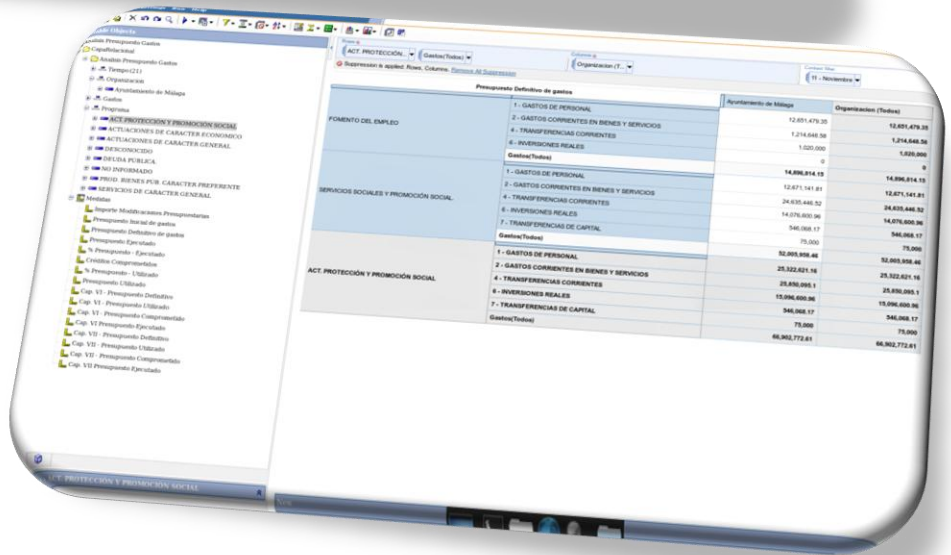 Análisis Presupuesto Gastos
CapaRelacional
Análisis Presupuesto Gastos
Tiempo(21)
Organización
Ayuntamiento de Málaga
Gastos
Programa
ACT. PROTECCIÓN Y PROMOCIÓN SOCIAL
ACTUACIONES DE CARACTER ECONOMICO
ACTUACIONES DE CARACTER GENERAL
DESCONOCIDO
DEUDA PÚBLICA
NO INFORMADO
PROD. BIENES PUB. CARACTER PREFERENTE
SERVICIOS DE CARACTER GENERAL
Medidas
Importe Modificaciones Presupuestarias
Presupuesto Inicial de gastos
Presupuesto Definitivo de gastos
Presupuesto Ejecutado
% Presupuesto - Ejecutado
Créditos Comprometidos
% Presupuesto - Utilizado
Presupuesto Utilizado
Cap. VI - Presupuesto Definitivo
Cap. VI - Presupuesto Utilizado
Cap. VI - Presupuesto Comprometido
Cap. VI Presupuesto Ejecutado
Cap. VII - Presupuesto Definitivo
Cap. VII - Presupuesto Utilizado
Cap. VII - Presupuesto Comprometido
Cap. VII Presupuesto Ejecutado
ACT. PROTECCIÓN Y PROMOCIÓN SOCIAL
Rows
ACT. PROTECCIÓN...
Gastos(Todos)
Columns
Organizacion (T...
Context filter
11 - Noviembre
Suppression is applied: Rows, Columns. Remove All Suppression
Presupuesto Definitivo de gastos
Ayuntamiento de Málaga
Organizacion (Todos)
FOMENTO DEL EMPLEO
1 - GASTOS DE PERSONAL 12,651,479.35 12,651,479.35
2 - GASTOS CORRIENTES EN BIENES Y SERVICIOS 1,214,648.56 1,214,648.56
4 - TRANSFERENCIAS CORRIENTES 1,020,000 1,020,000
6 - INVERSIONES REALES 0 0
Gastos(Todos) 14,896,814.15 14,896,814.15
SERVICIOS SOCIALES Y PROMOCIÓN SOCIAL
1 - GASTOS DE PERSONAL 12,671,141.81 12,671,141.81
2 - GASTOS CORRIENTES EN BIENES Y SERVICIOS 24,635,446.52 24,635,446.52
4 - TRANSFERENCIAS CORRIENTES 14,076,600.96 14,076,600.96
6 - INVERSIONES REALES 546,068.17 546,068.17
7 - TRANSFERENCIAS DE CAPITAL 75,000 75,000
Gastos(Todos) 52,005,958.46 52,005,958.46
ACT. PROTECCIÓN Y PROMOCIÓN SOCIAL
1 - GASTOS DE PERSONAL 25,322,621.16 25,322,621.16
2 - GASTOS CORRIENTES EN BIENES Y SERVICIOS 25,850,095.1 25,850,095.1
4 - TRANSFERENCIAS CORRIENTES 15,096,600.96 15,096,600.96
6 - INVERSIONES REALES 546,068.17 546,068.17
7 - TRANSFERENCIAS DE CAPITAL 75,000 75,000
Gastos(Todos) 66,902,772.61 66,902,772.61